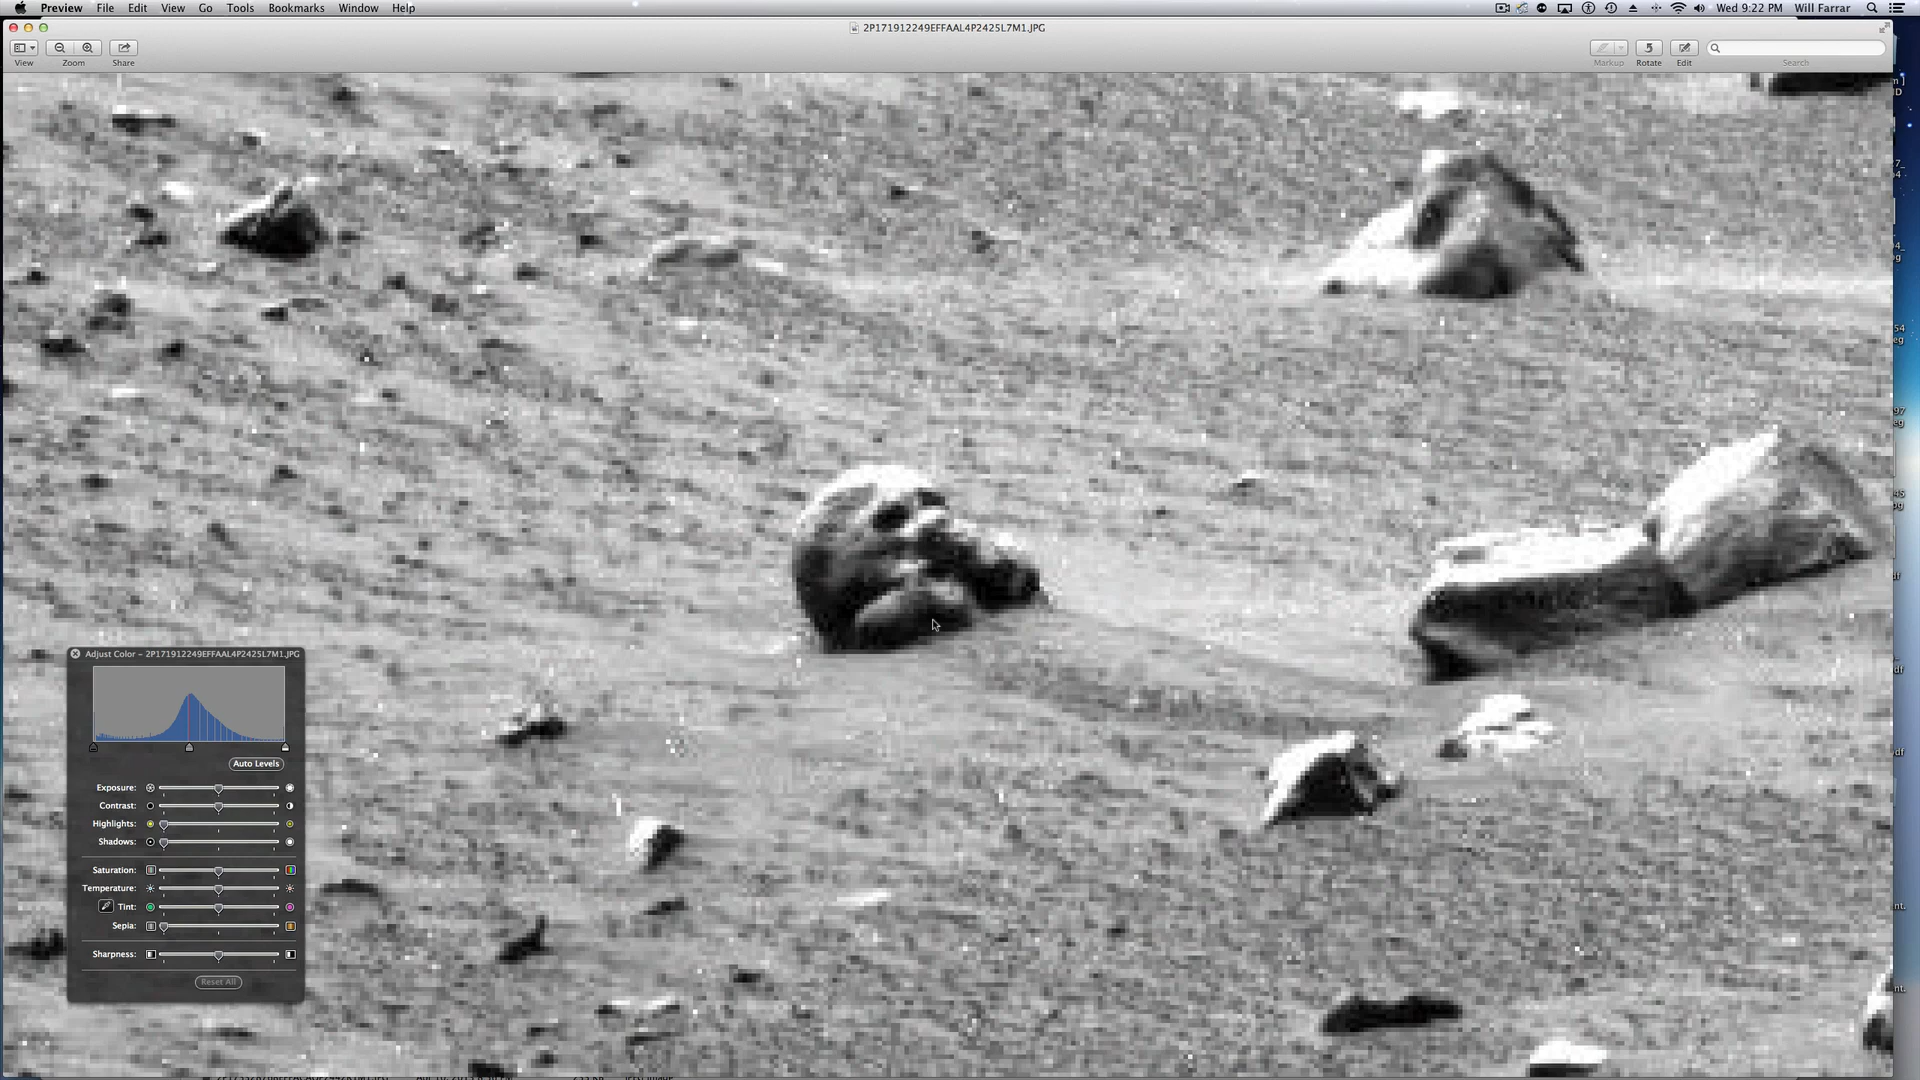 Preview File Edit View Go Tools Bookmarks Window Help Wed 9:22 PM Will Farrar
2P171912249EFFAAL4P2425L7M1.JPG
View Zoom Share Markup Rotate Edit Search
Adjust Color - 2P171912249EFFAAL4P2425L7M1.JPG
Auto Levels
Exposure:
Contrast:
Highlights:
Shadows:
Saturation:
Temperature:
Tint:
Sepia:
Sharpness:
Reset All